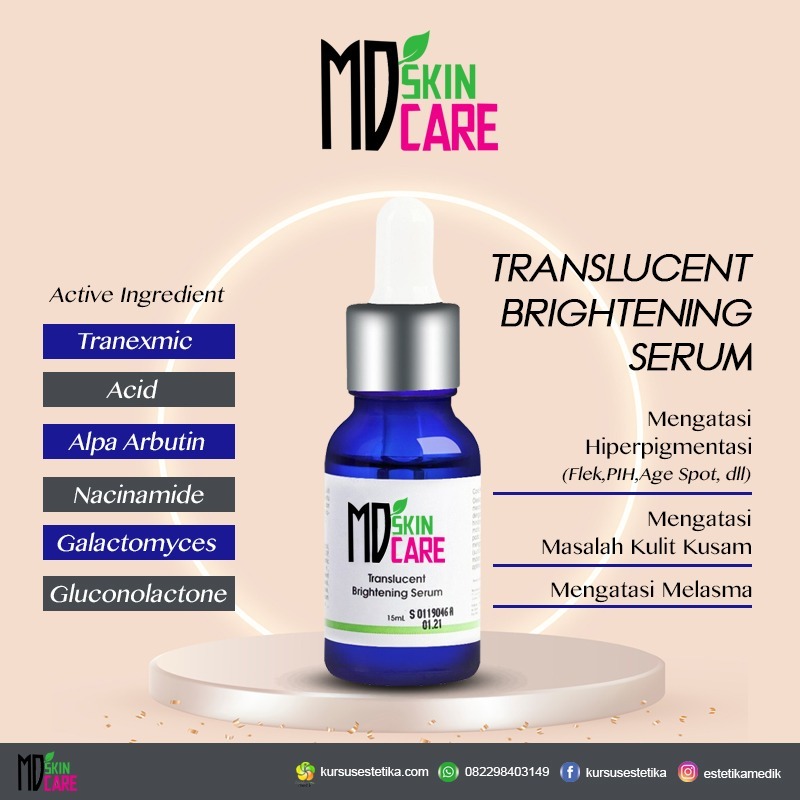 MD SKIN CARE
Active Ingredient
Tranexmic
Acid
Alpa Arbutin
Nacinamide
Galactomyces
Gluconolactone
TRANSLUCENT
BRIGHTENING
SERUM
Mengatasi
Hiperpigmentasi
(Flek,PIH,Age Spot, dll)
Mengatasi
Masalah Kulit Kusam
Mengatasi Melasma
MD SKIN CARE
Translucent
Brightening Serum
15mL S 0119046 A
01.21
MD SKIN CARE
kursusestetika.com 082298403149 kursusestetika estetikamedik